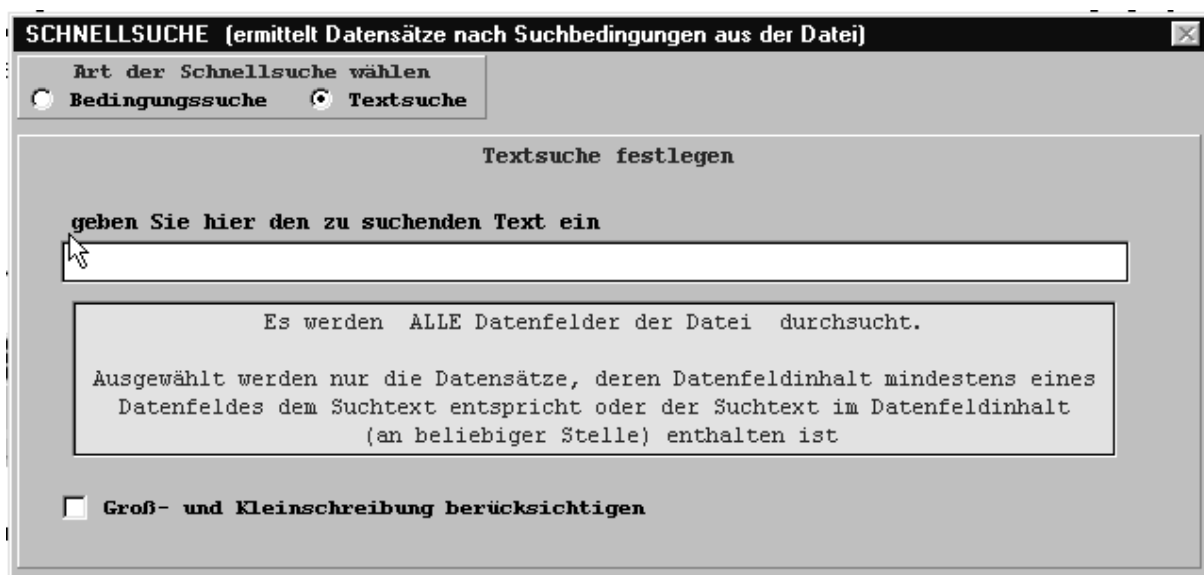 SCHNELLSUCHE (ermittelt Datensätze nach Suchbedingungen aus der Datei)
Art der Schnellsuche wählen
Bedingungssuche Textsuche
Textsuche festlegen
geben Sie hier den zu suchenden Text ein
Es werden ALLE Datenfelder der Datei durchsucht.
Ausgewählt werden nur die Datensätze, deren Datenfeldinhalt mindestens eines
Datenfeldes dem Suchtext entspricht oder der Suchtext im Datenfeldinhalt
(an beliebiger Stelle) enthalten ist
Groß- und Kleinschreibung berücksichtigen